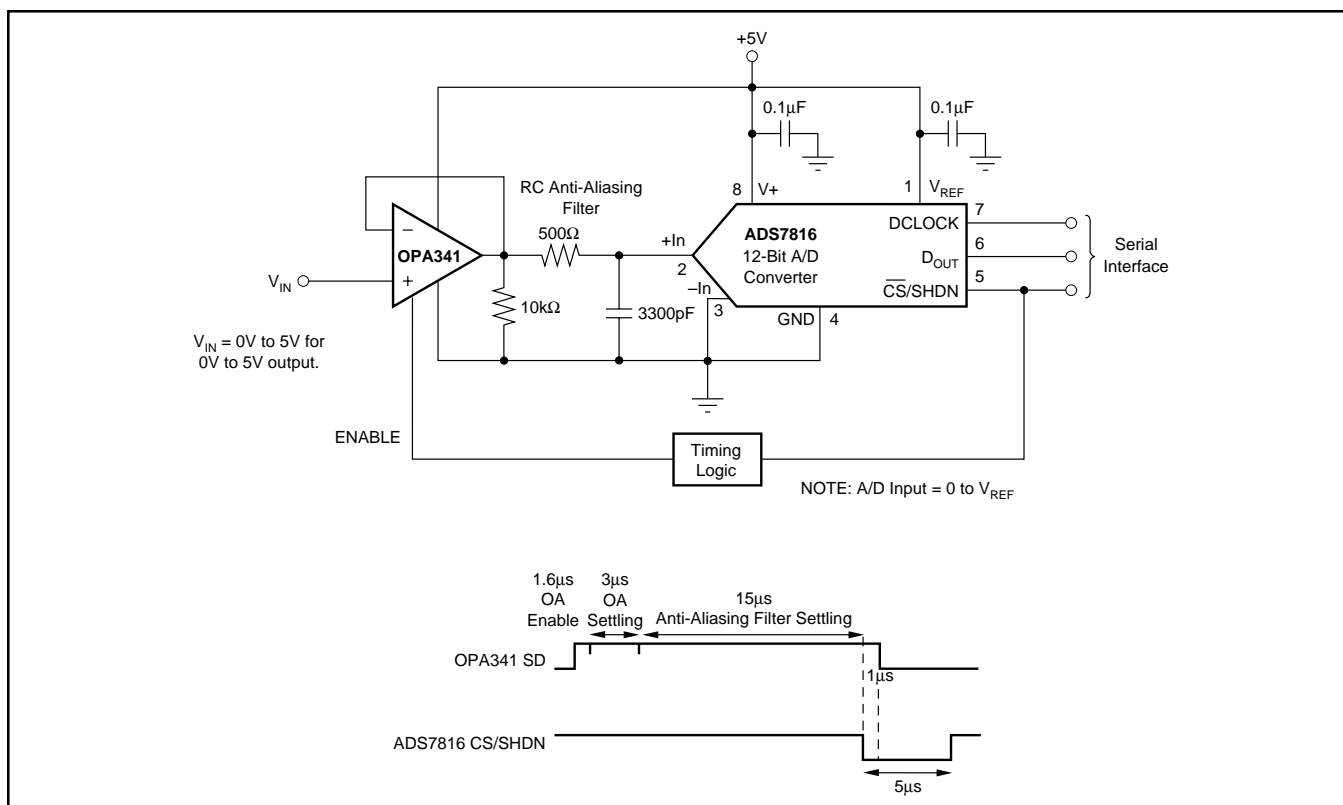 +5V
0.1μF
0.1μF
RC Anti-Aliasing
Filter
500Ω
8 V+
1 VREF
–
OPA341
+
VIN
+In
2
–In
3
ADS7816
12-Bit A/D
Converter
GND 4
DCLOCK 7
DOUT 6
CS/SHDN 5
Serial
Interface
10kΩ
3300pF
VIN = 0V to 5V for
0V to 5V output.
ENABLE
Timing
Logic
NOTE: A/D Input = 0 to VREF
1.6μs
OA
Enable
3μs
OA
Settling
15μs
Anti-Aliasing Filter Settling
OPA341 SD
1μs
ADS7816 CS/SHDN
5μs